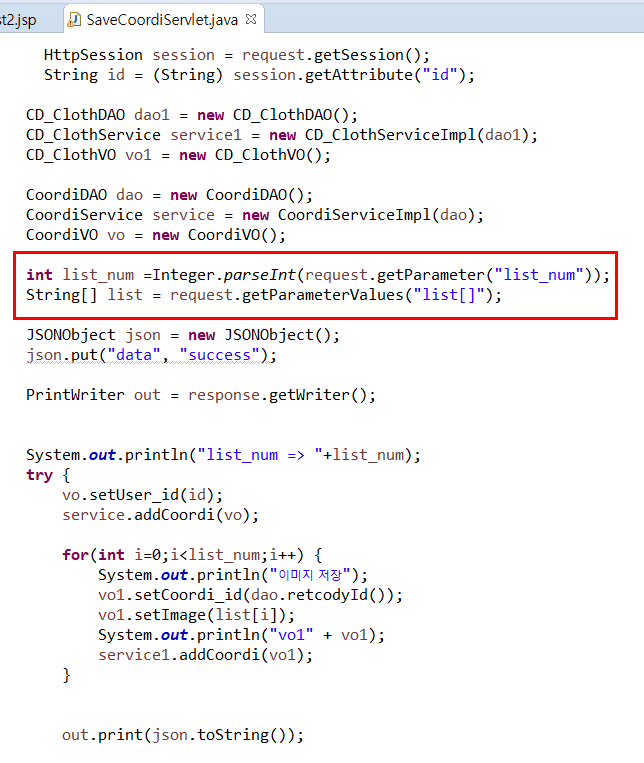 st2.jsp SaveCoordiServlet.java
HttpSession session = request.getSession();
String id = (String) session.getAttribute("id");
CD_ClothDAO dao1 = new CD_ClothDAO();
CD_ClothService service1 = new CD_ClothServiceImpl(dao1);
CD_ClothVO vo1 = new CD_ClothVO();
CoordiDAO dao = new CoordiDAO();
CoordiService service = new CoordiServiceImpl(dao);
CoordiVO vo = new CoordiVO();
int list_num =Integer.parseInt(request.getParameter("list_num"));
String[] list = request.getParameterValues("list[]");
JSONObject json = new JSONObject();
json.put("data", "success");
PrintWriter out = response.getWriter();
System.out.println("list_num => "+list_num);
try {
vo.setUser_id(id);
service.addCoordi(vo);
for(int i=0;i<list_num;i++) {
System.out.println("이미지 저장");
vo1.setCoordi_id(dao.retcodyId());
vo1.setImage(list[i]);
System.out.println("vo1" + vo1);
service1.addCoordi(vo1);
}
out.print(json.toString());